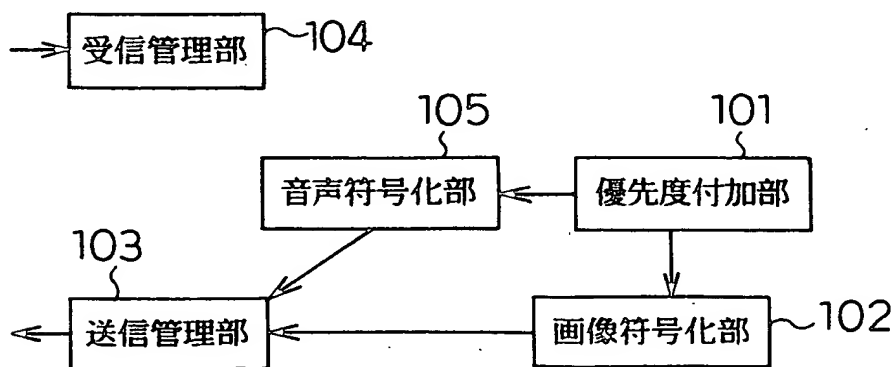 受信管理部 104
105
101
音声符号化部
優先度付加部
103
送信管理部
画像符号化部 102